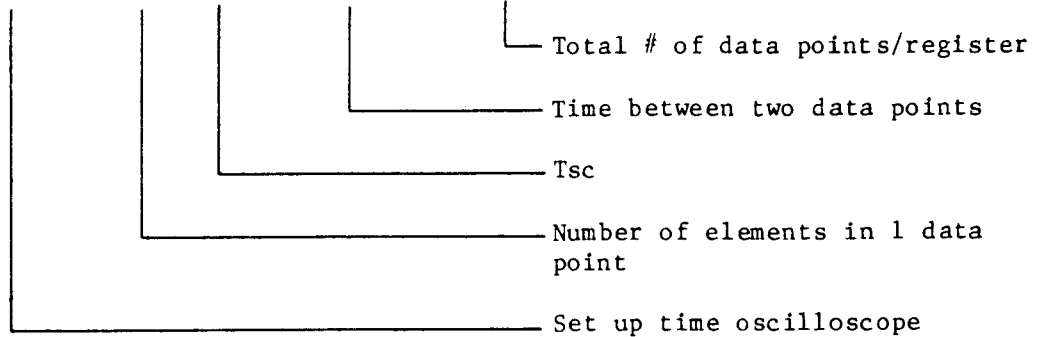 Total # of data points/register
Time between two data points
Tsc
Number of elements in 1 data
point
Set up time oscilloscope